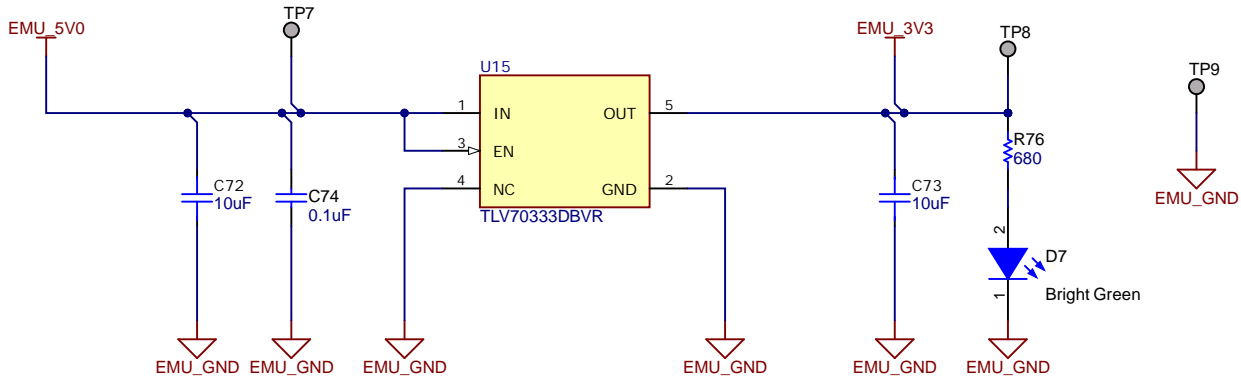 EMU_5V0
TP7
EMU_3V3
TP8
TP9
U15
1
IN
OUT
5
3
EN
4
NC
GND
2
TLV70333DBVR
R76
680
C72
10uF
C74
0.1uF
C73
10uF
EMU_GND
2
D7
1
Bright Green
EMU_GND
EMU_GND
EMU_GND
EMU_GND
EMU_GND
EMU_GND